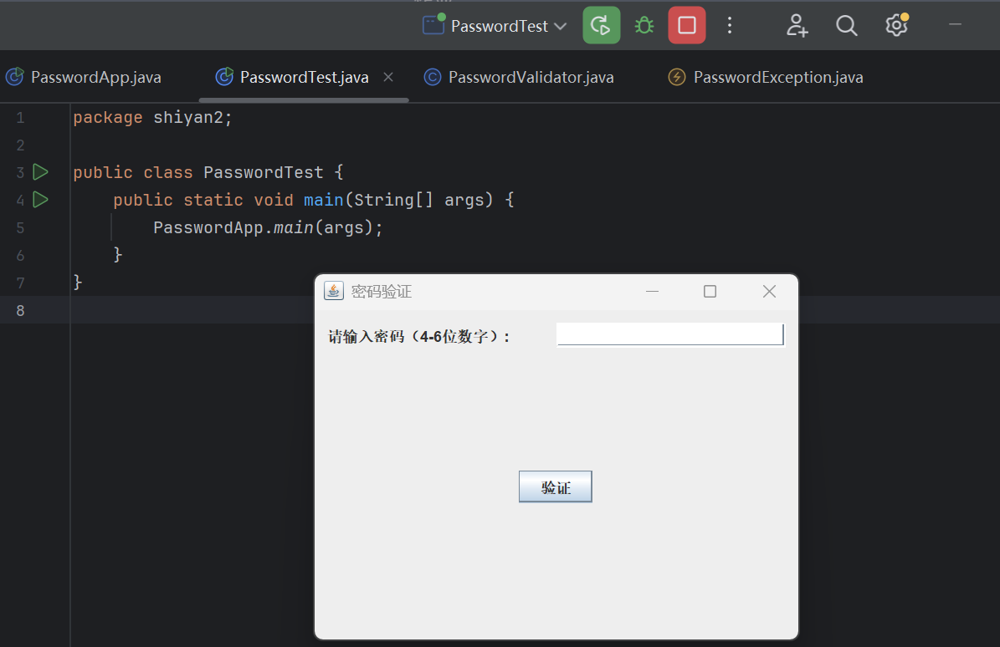 PasswordTest
PasswordApp.java PasswordTest.java PasswordValidator.java PasswordException.java
1 package shiyan2;
2
3 public class PasswordTest {
4 public static void main(String[] args) {
5 PasswordApp.main(args);
6 }
7 }
8
密码验证
请输入密码（4-6位数字）:
验证